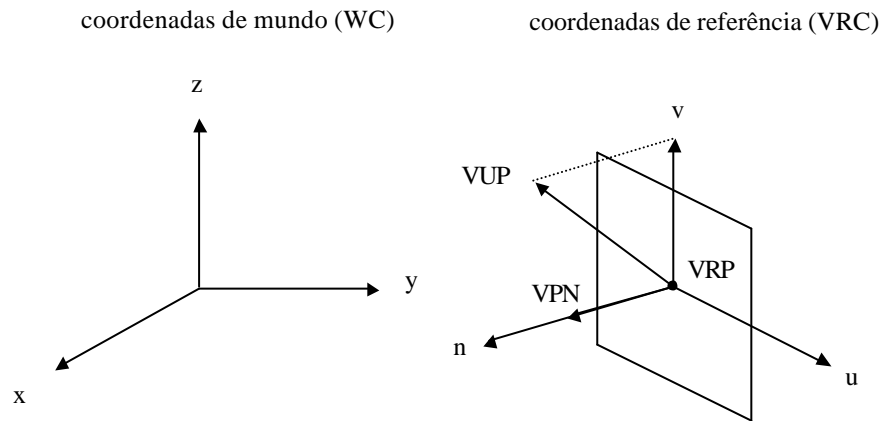 coordenadas de mundo (WC)
coordenadas de referência (VRC)
z
y
x
v
VUP
VRP
VPN
n
u